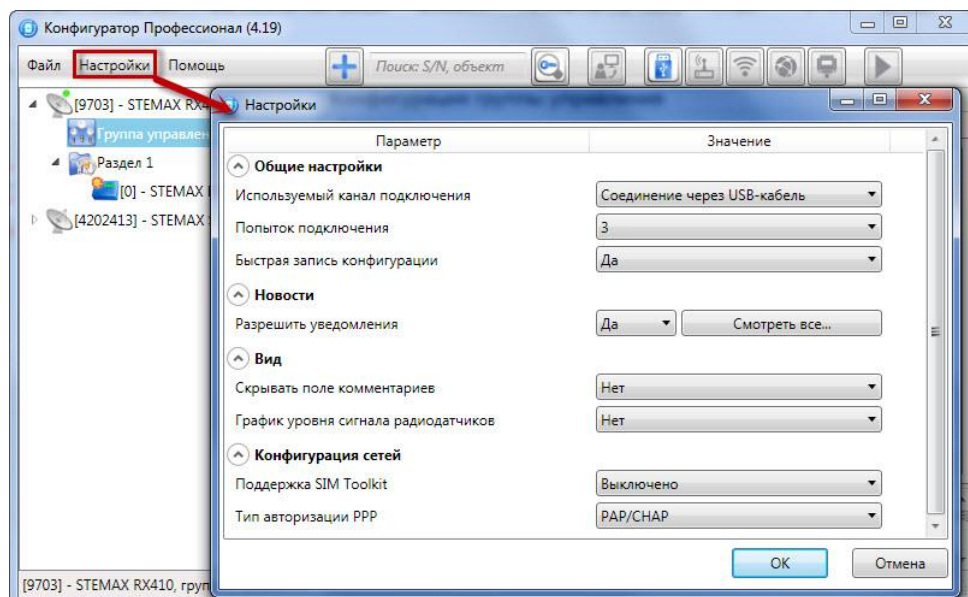 Конфигуратор Профессионал (4.19)
Файл Настройки Помощь Поиск: S/N, объект
[9703] - STEMAX RX4
Группа управлен
Раздел 1
[0] - STEMAX
[4202413] - STEMAX
Настройки
Параметр Значение
Общие настройки
Используемый канал подключения Соединение через USB-кабель
Попыток подключения 3
Быстрая запись конфигурации Да
Новости
Разрешить уведомления Да Смотреть все...
Вид
Скрывать поле комментариев Нет
График уровня сигнала радиодатчиков Нет
Конфигурация сетей
Поддержка SIM Toolkit Выключено
Тип авторизации PPP PAP/CHAP
OK Отмена
[9703] - STEMAX RX410, груп